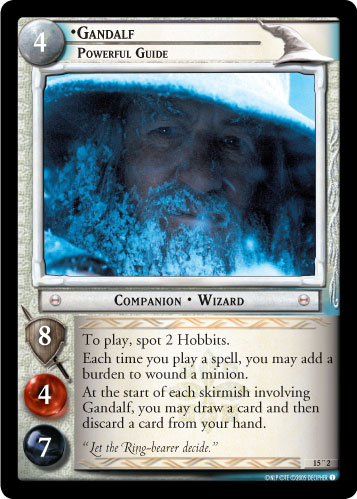 4
•Gandalf
Powerful Guide
Companion • Wizard
8
4
7
To play, spot 2 Hobbits.
Each time you play a spell, you may add a
burden to wound a minion.
At the start of each skirmish involving
Gandalf, you may draw a card and then
discard a card from your hand.
“Let the Ring-bearer decide.”